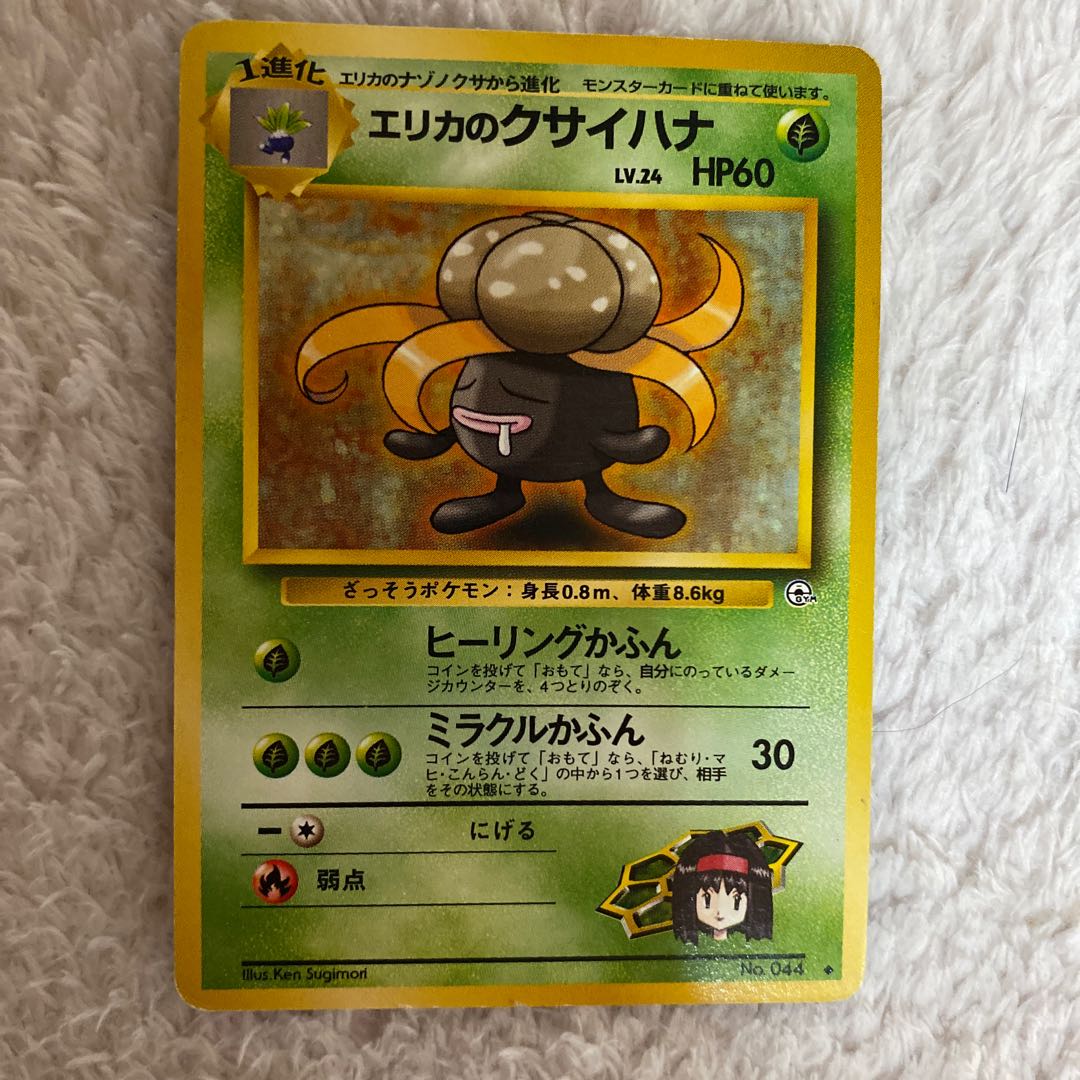 1進化
エリカのナゾノクサから進化 モンスターカードに重ねて使います。
エリカのクサイハナ
LV.24 HP60
ざっそうポケモン：身長0.8m、体重8.6kg
GYM
ヒーリングかふん
コインを投げて「おもて」なら、自分にのっているダメー
ジカウンターを、4つとりのぞく。
ミラクルかふん
30
コインを投げて「おもて」なら、「ねむり・マ
ヒ・こんらん・どく」の中から1つを選び、相手
をその状態にする。
ー にげる
弱点
Illus.Ken Sugimori
No. 044